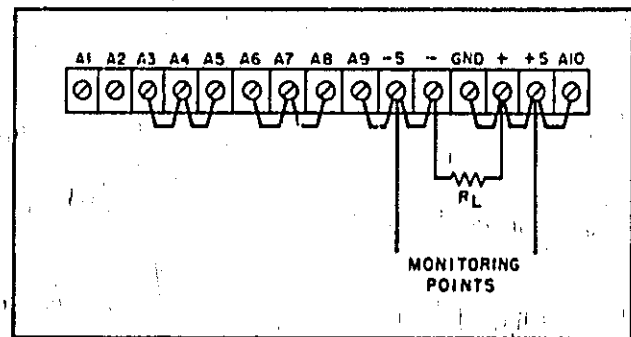 A1 A2 A3 A4 A5 A6 A7 A8 A9 -S - GND + +S A10
RL
MONITORING
POINTS